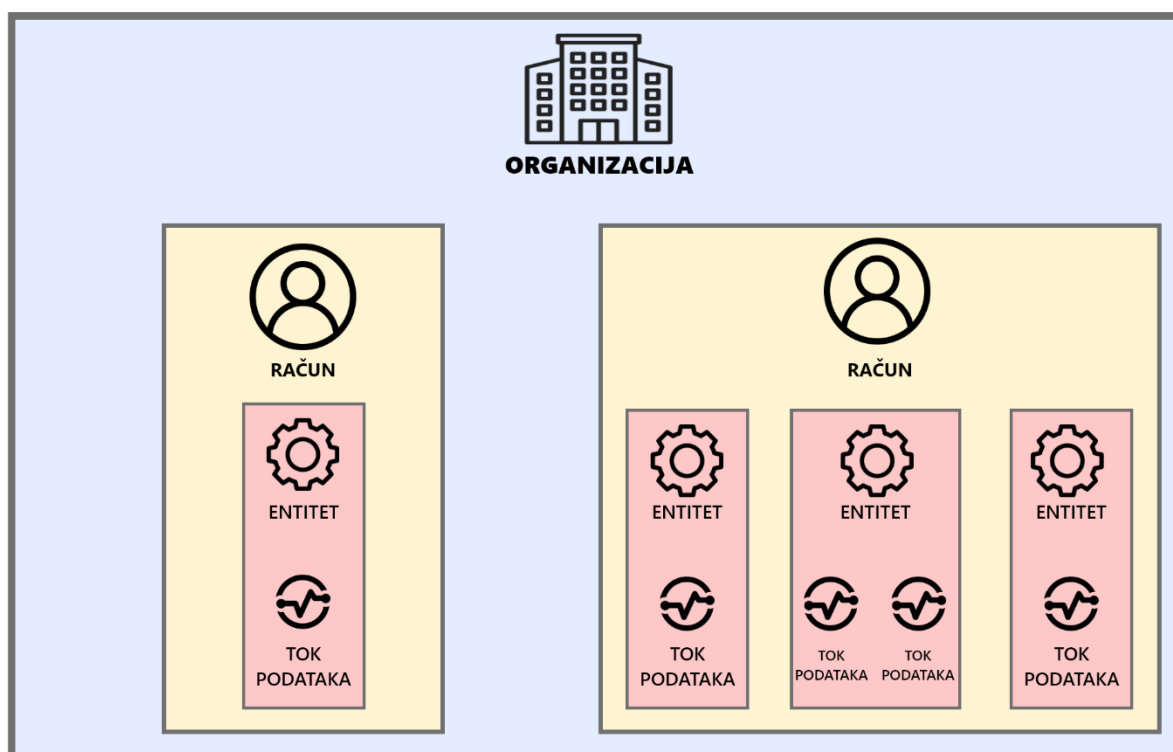 ORGANIZACIJA
RAČUN
ENTITET
TOK
PODATAKA
RAČUN
ENTITET
TOK
PODATAKA
ENTITET
TOK
PODATAKA
TOK
PODATAKA
ENTITET
TOK
PODATAKA